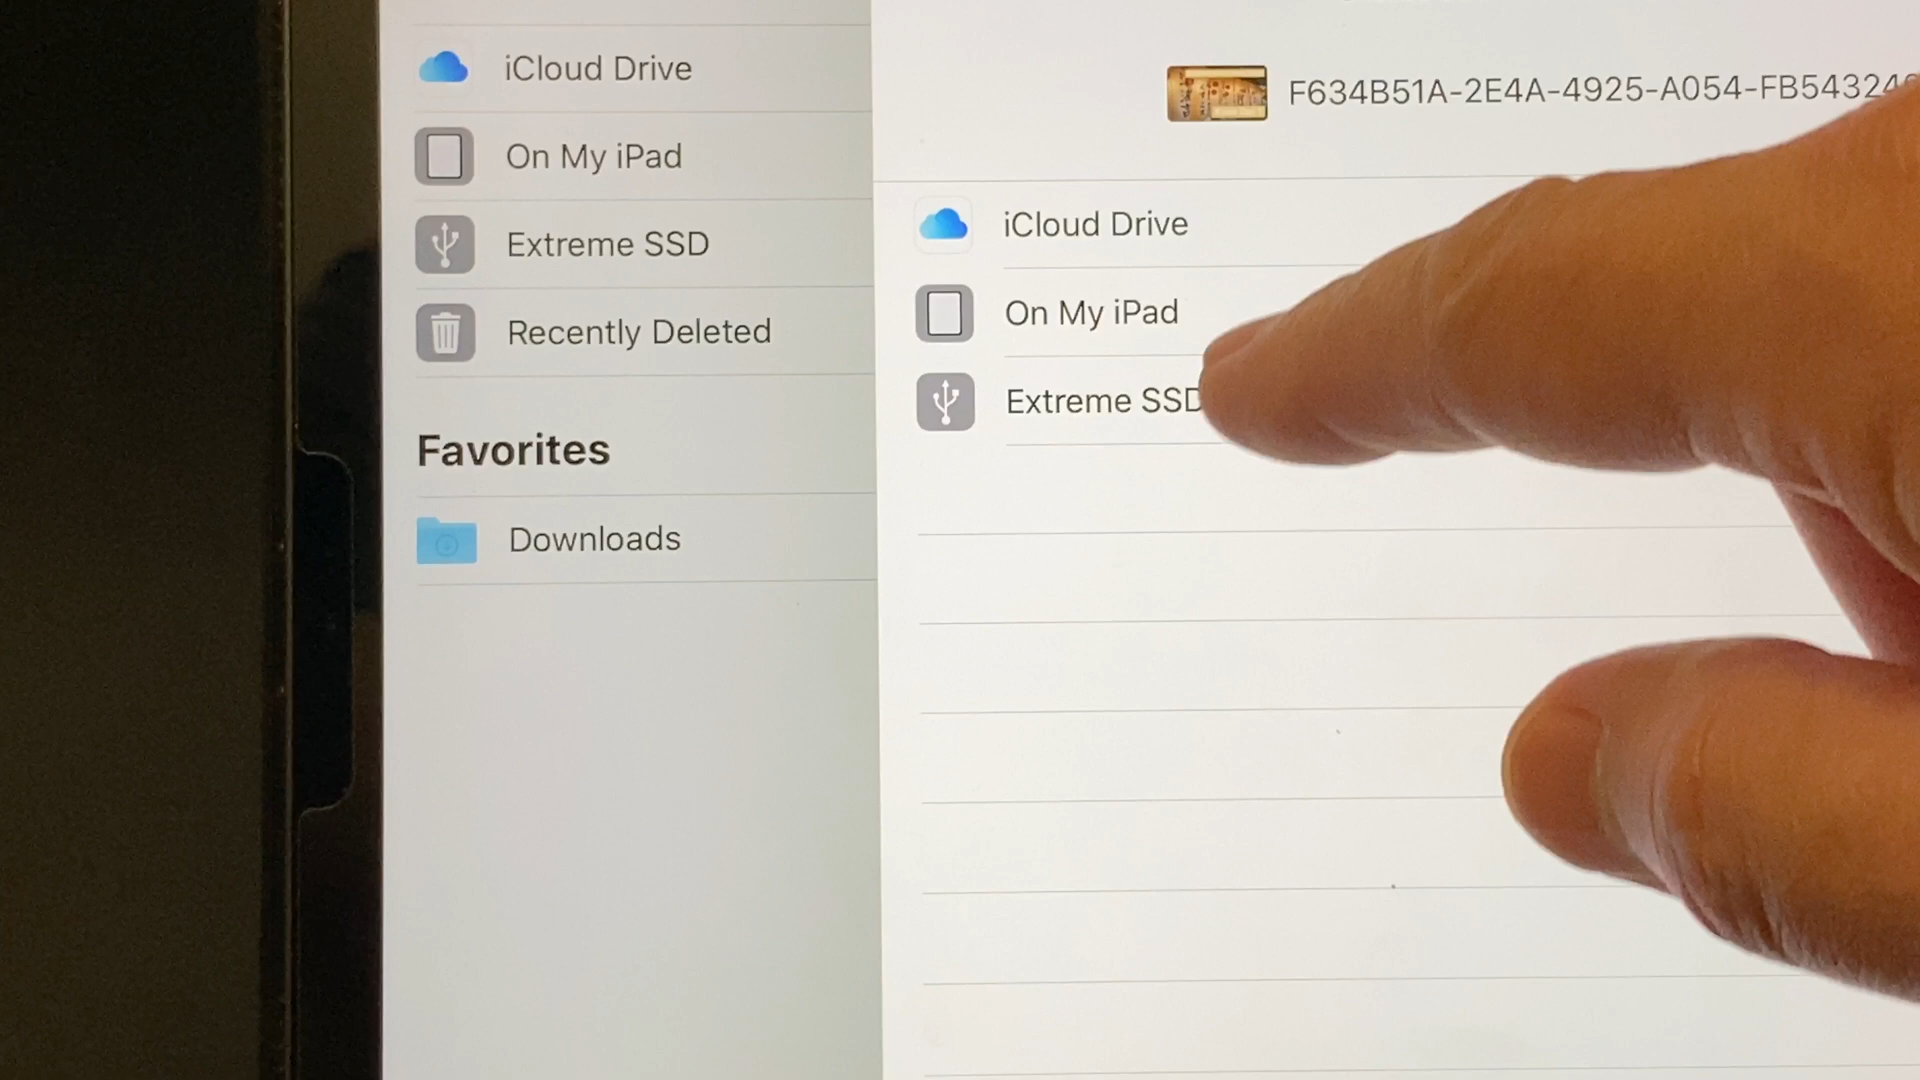 iCloud Drive
On My iPad
Extreme SSD
Recently Deleted
Favorites
Downloads
F634B51A-2E4A-4925-A054-FB54324
iCloud Drive
On My iPad
Extreme SSD